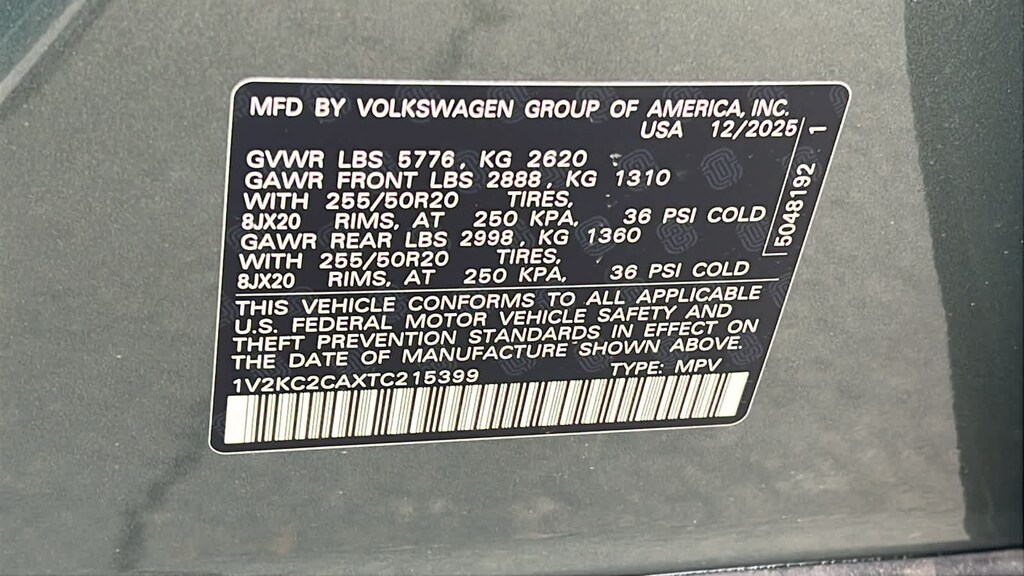 MFD BY VOLKSWAGEN GROUP OF AMERICA, INC.
USA 12/2025
GVWR LBS 5776, KG 2620
GAWR FRONT LBS 2888, KG 1310
WITH 255/50R20 TIRES,
8JX20 RIMS, AT 250 KPA, 36 PSI COLD
GAWR REAR LBS 2998, KG 1360
WITH 255/50R20 TIRES,
8JX20 RIMS, AT 250 KPA, 36 PSI COLD
5048192 1
THIS VEHICLE CONFORMS TO ALL APPLICABLE
U.S. FEDERAL MOTOR VEHICLE SAFETY AND
THEFT PREVENTION STANDARDS IN EFFECT ON
THE DATE OF MANUFACTURE SHOWN ABOVE.
1V2KC2CAXTC215399 TYPE: MPV